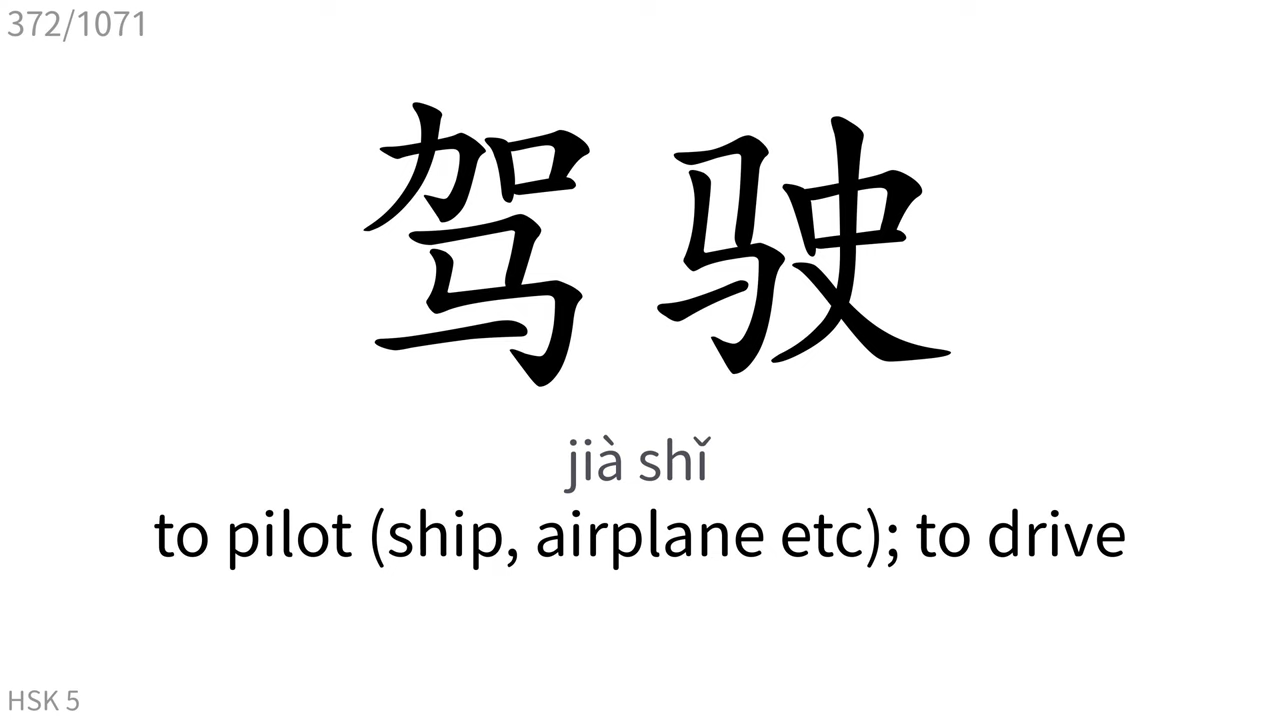 372/1071
驾驶
jià shǐ
to pilot (ship, airplane etc); to drive
HSK 5